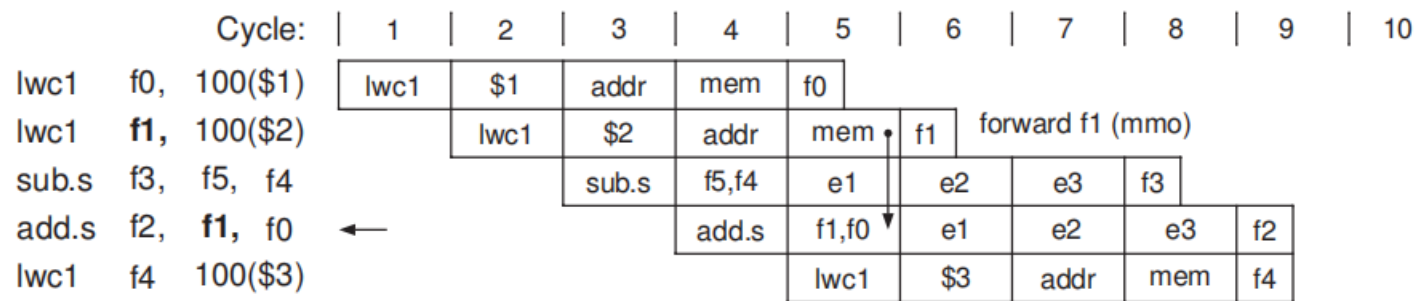 Cycle: | 1 | 2 | 3 | 4 | 5 | 6 | 7 | 8 | 9 | 10
lwc1 f0, 100($1) lwc1 $1 addr mem f0
lwc1 f1, 100($2) lwc1 $2 addr mem f1 forward f1 (mmo)
sub.s f3, f5, f4 sub.s f5,f4 e1 e2 e3 f3
add.s f2, f1, f0 add.s f1,f0 e1 e2 e3 f2
lwc1 f4 100($3) lwc1 $3 addr mem f4